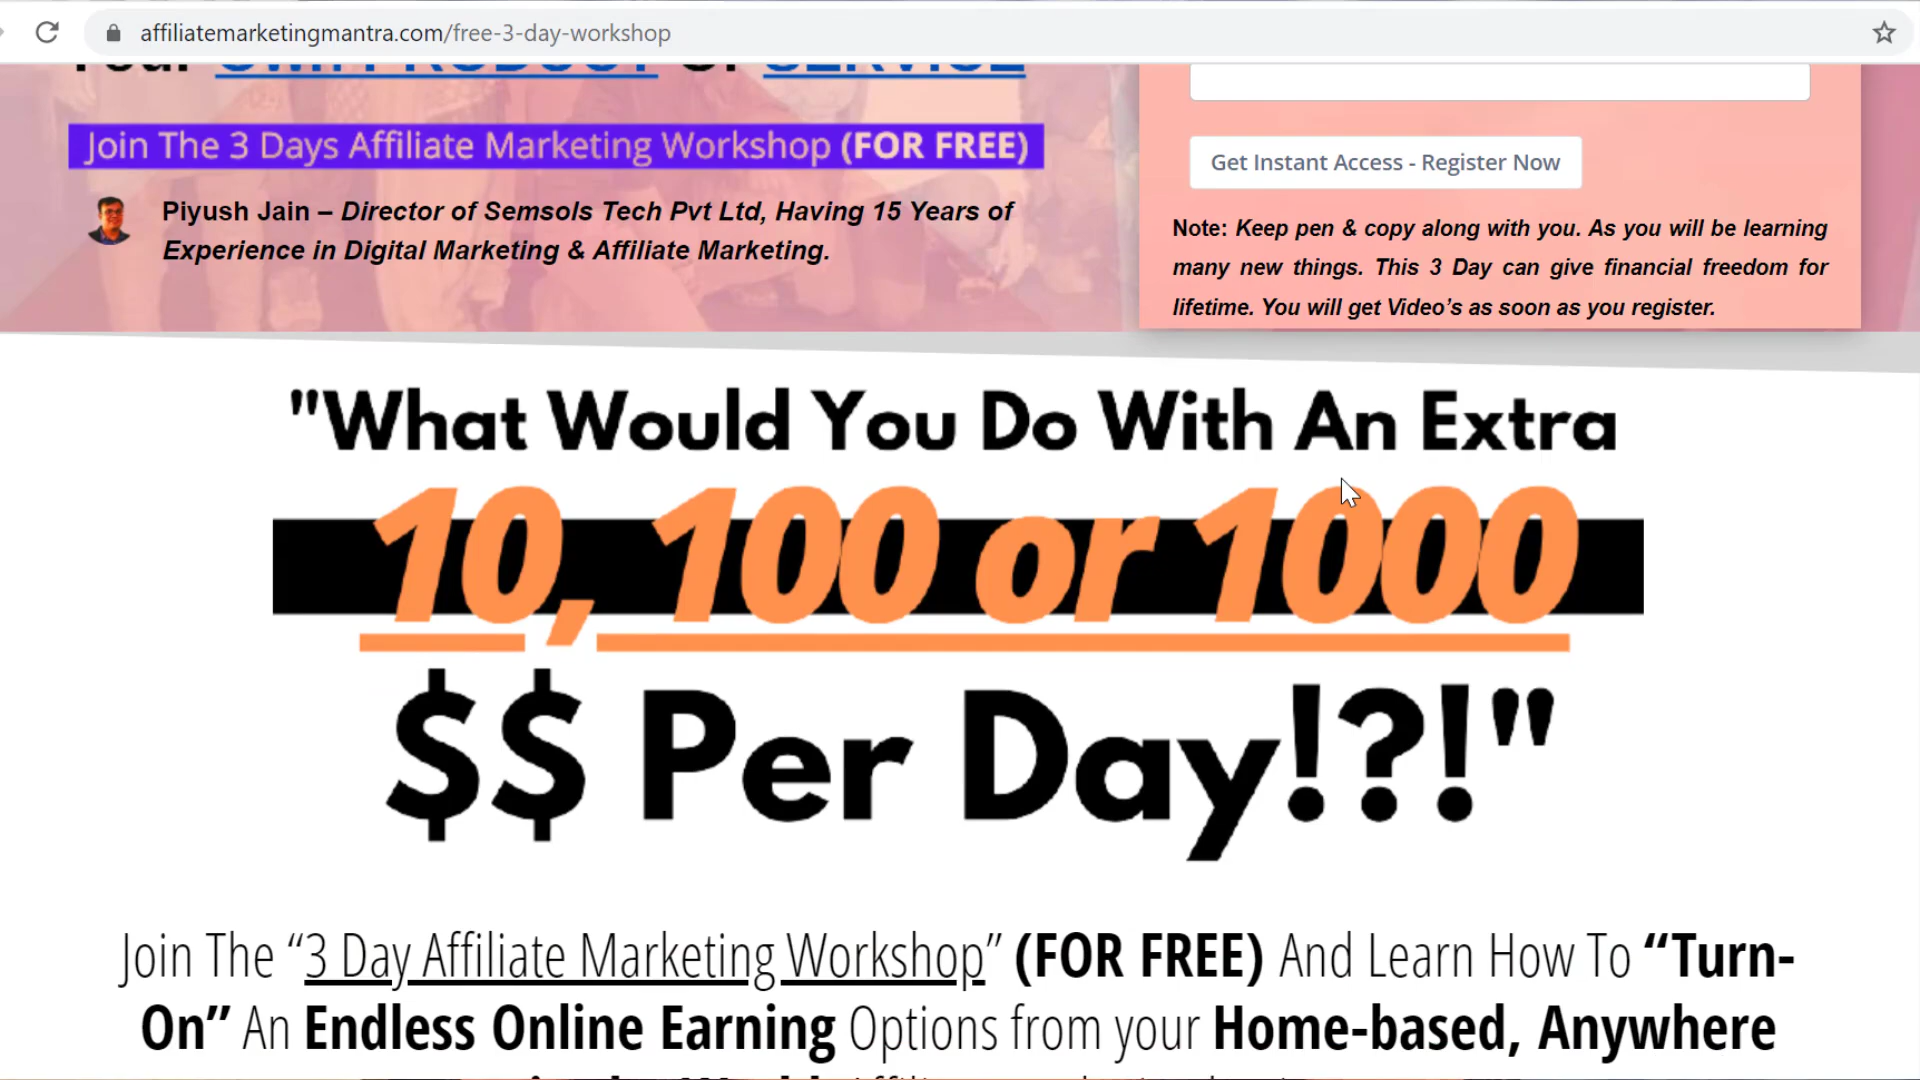 affiliatemarketingmantra.com/free-3-day-workshop
Your OWN PRODUCT or SERVICE
Join The 3 Days Affiliate Marketing Workshop (FOR FREE)
Piyush Jain – Director of Semsols Tech Pvt Ltd, Having 15 Years of
Experience in Digital Marketing & Affiliate Marketing.
Get Instant Access - Register Now
Note: Keep pen & copy along with you. As you will be learning
many new things. This 3 Day can give financial freedom for
lifetime. You will get Video’s as soon as you register.
"What Would You Do With An Extra
10, 100 or 1000
$$ Per Day!?!"
Join The “3 Day Affiliate Marketing Workshop” (FOR FREE) And Learn How To “Turn-
On” An Endless Online Earning Options from your Home-based, Anywhere